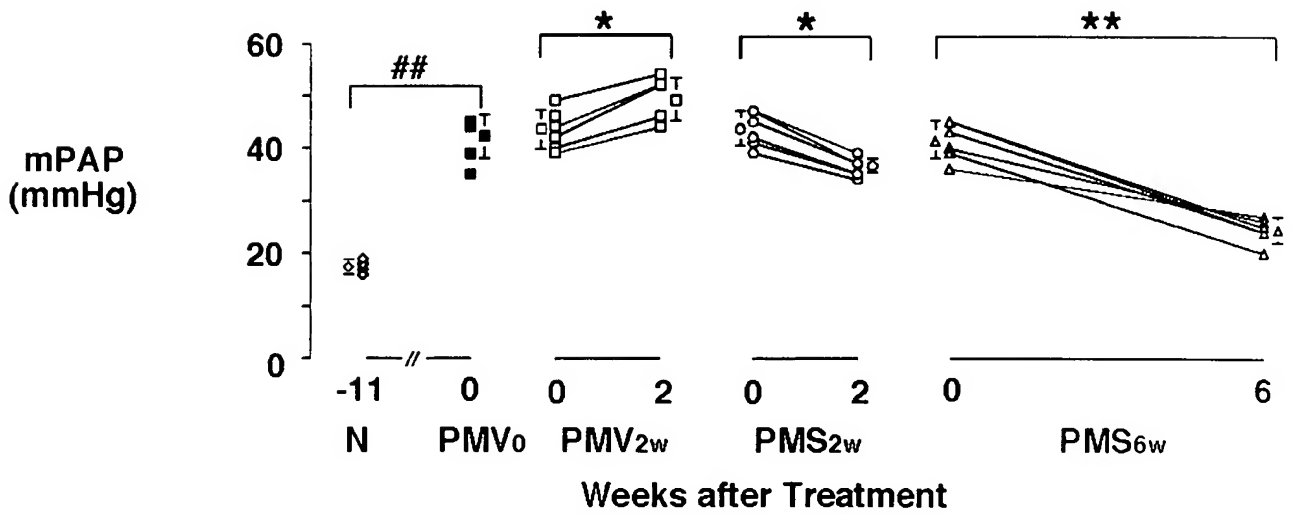 * * **
60
##
mPAP
(mmHg)
40
20
0
-11 // 0 0 2 0 2 0 6
N PMV0 PMV2w PMS2w PMS6w
Weeks after Treatment